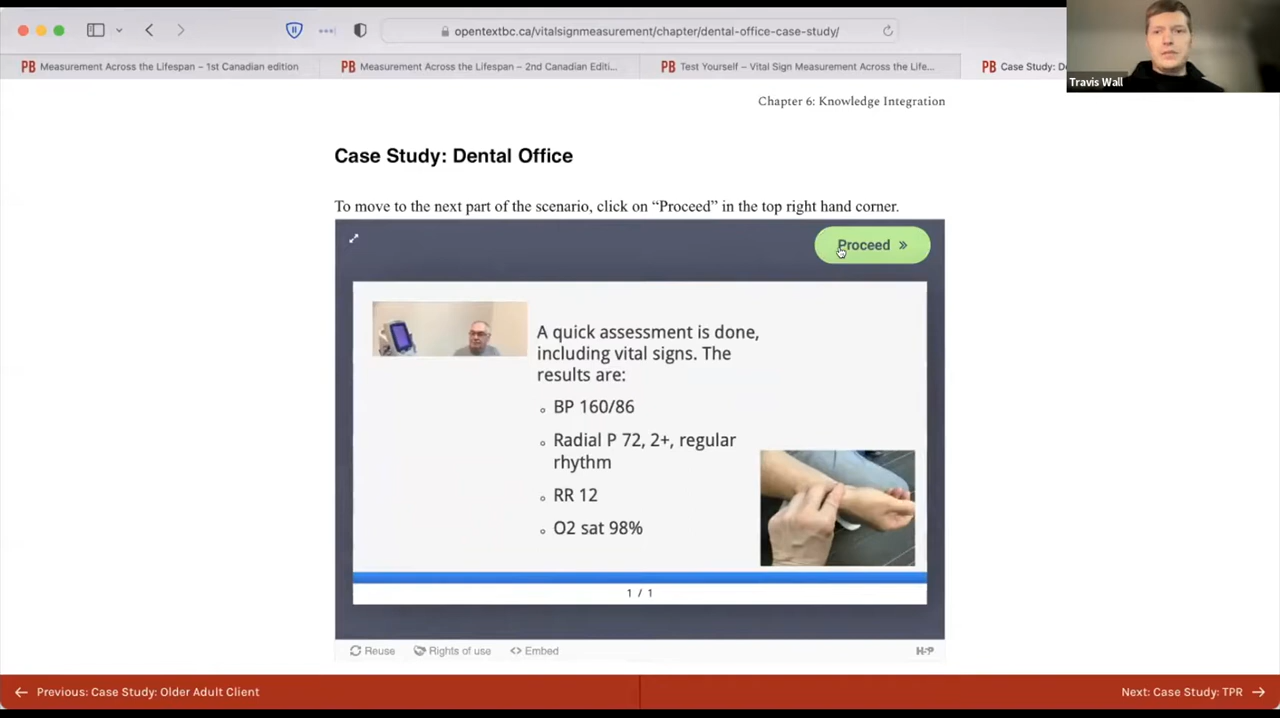 opentextbc.ca/vitalsignmeasurement/chapter/dental-office-case-study/
PB Measurement Across the Lifespan – 1st Canadian edition
PB Measurement Across the Lifespan – 2nd Canadian Editi...
PB Test Yourself – Vital Sign Measurement Across the Life...
PB Case Study: De
Travis Wall
Chapter 6: Knowledge Integration
Case Study: Dental Office
To move to the next part of the scenario, click on “Proceed” in the top right hand corner.
Proceed »
A quick assessment is done,
including vital signs. The
results are:
BP 160/86
Radial P 72, 2+, regular
rhythm
RR 12
O2 sat 98%
1 / 1
Reuse
Rights of use
<> Embed
H-P
← Previous: Case Study: Older Adult Client
Next: Case Study: TPR →